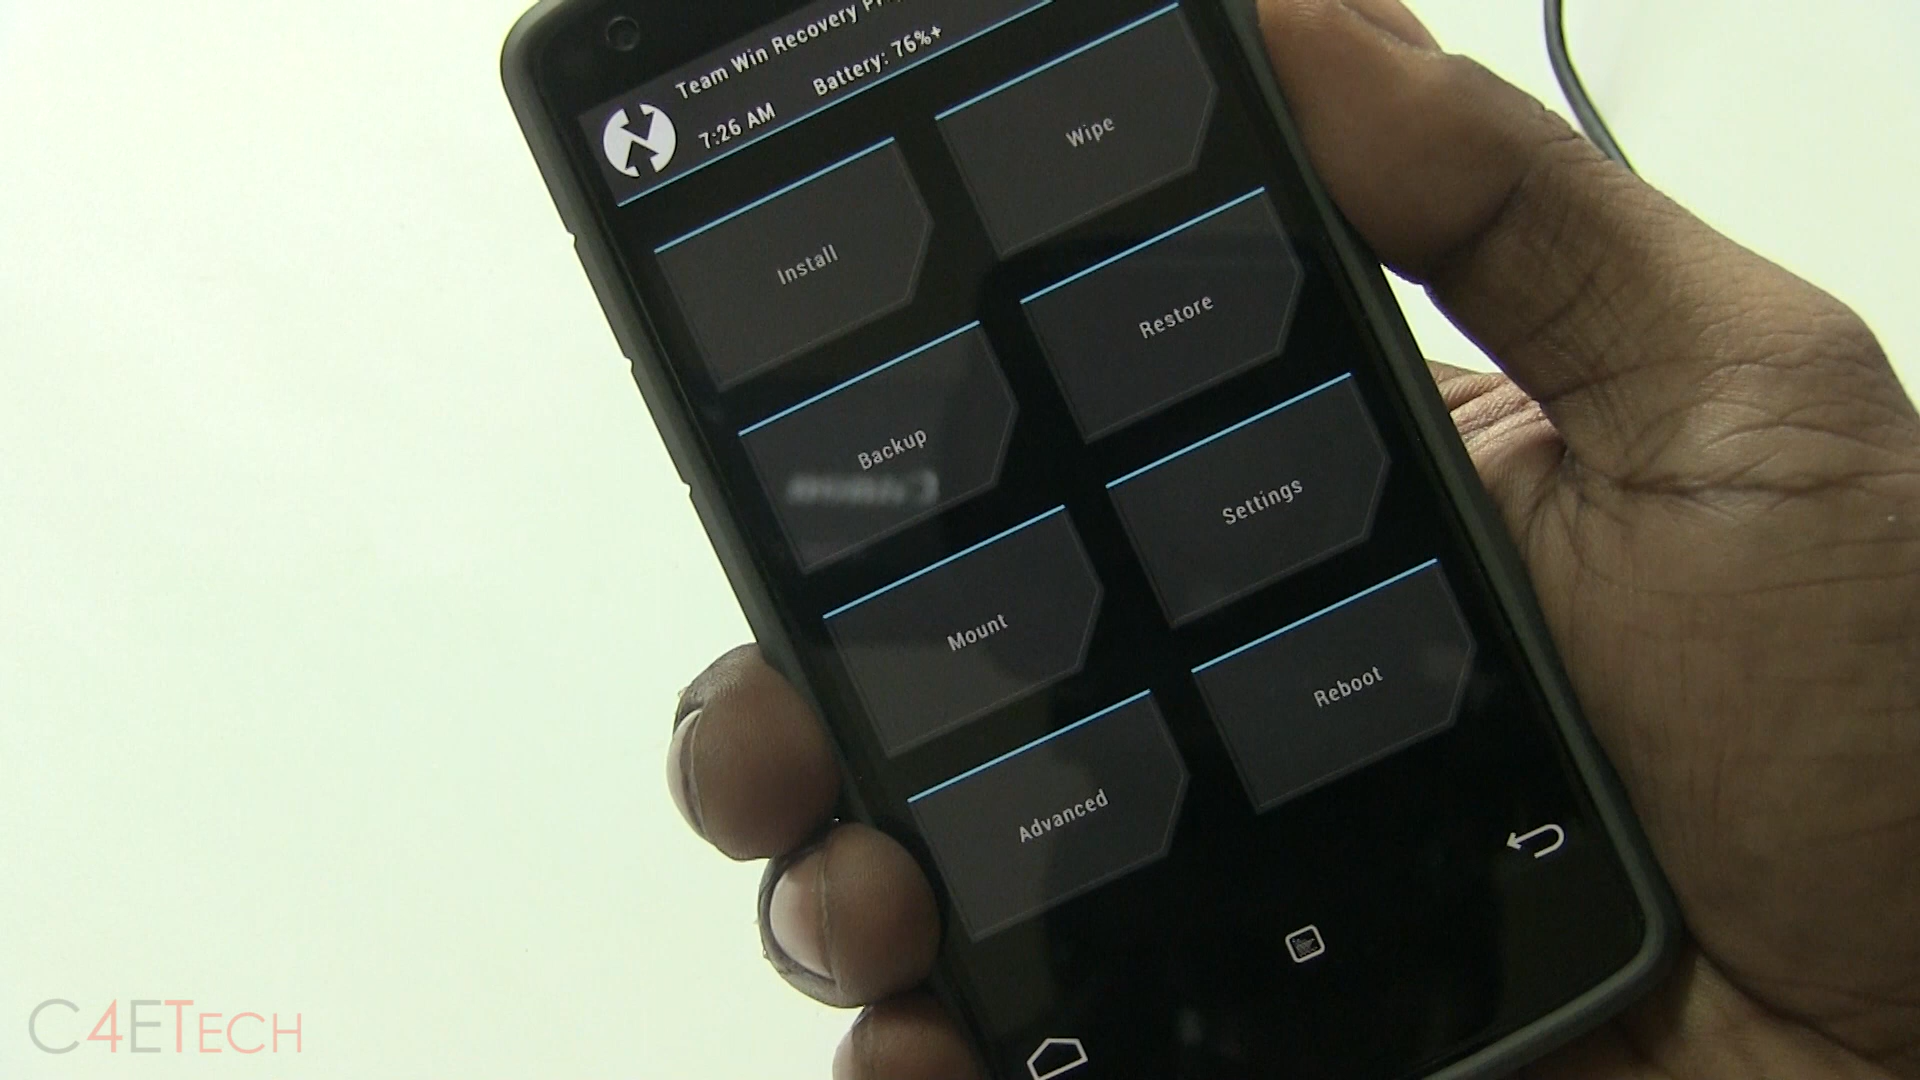 Team Win Recovery
7:26 AM Battery: 76%+
Install Wipe
Backup Restore
Mount Settings
Advanced Reboot
C4ETECH